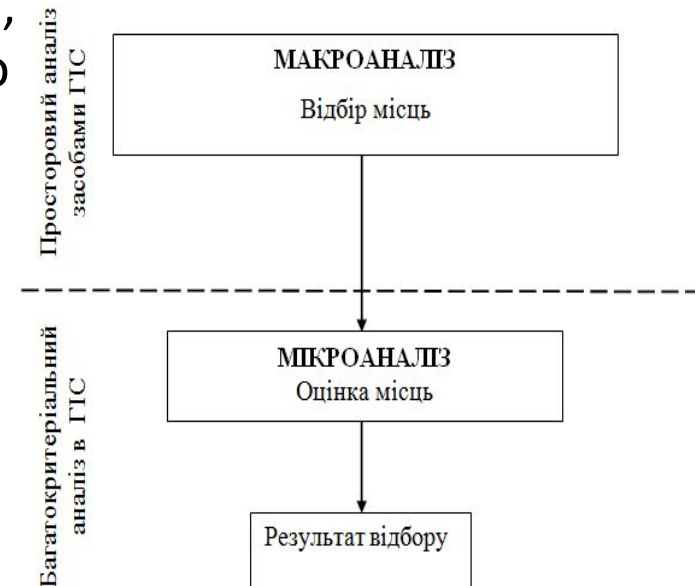 ,
Просторовий аналіз
засобами ГІС
МАКРОАНАЛІЗ
Відбір місць
Багатокритеріальний
аналіз в ГІС
МІКРОАНАЛІЗ
Оцінка місць
Результат відбору